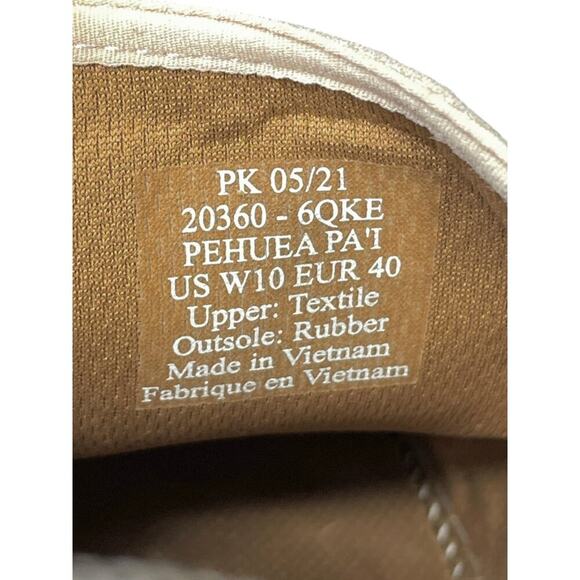 PK 05/21
20360 - 6QKE
PEHUEA PA'I
US W10 EUR 40
Upper: Textile
Outsole: Rubber
Made in Vietnam
Fabrique en Vietnam